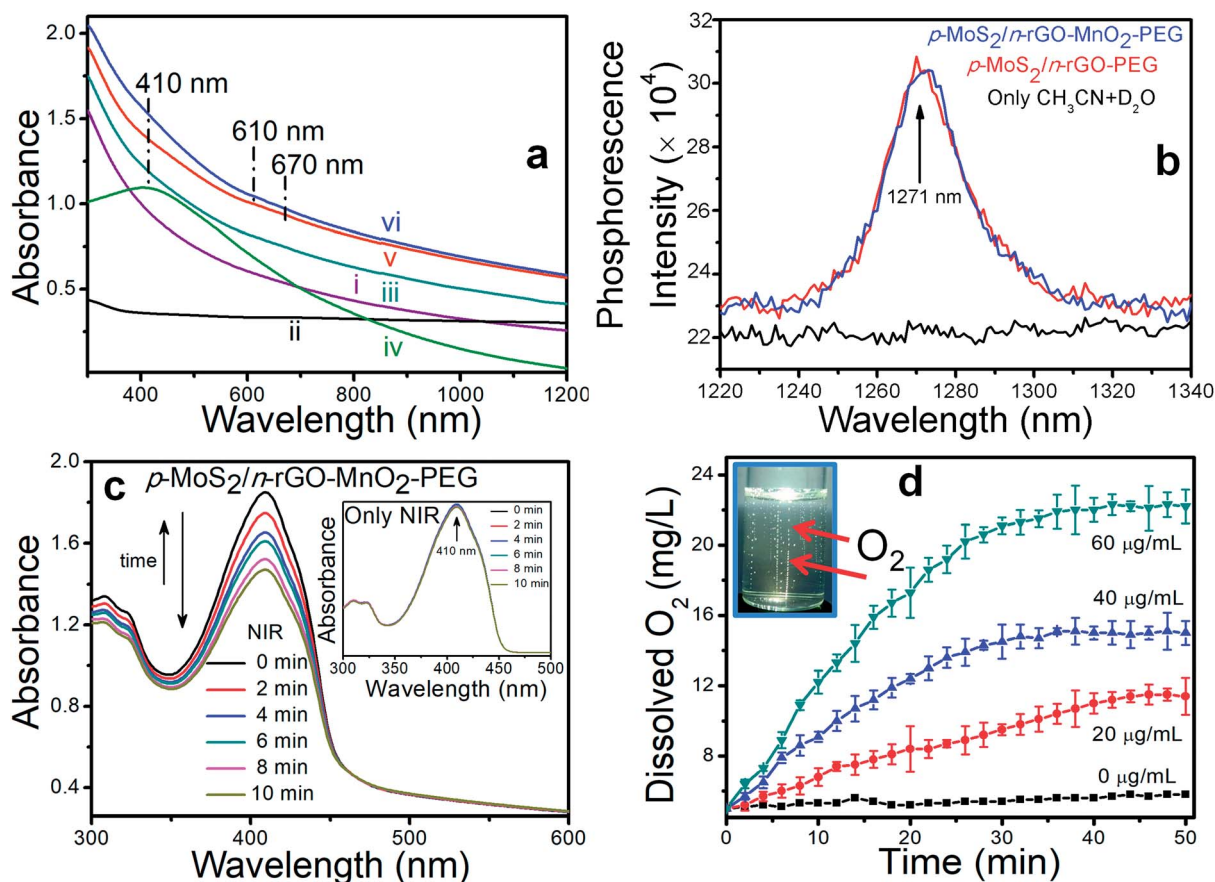 a
410 nm
610 nm
670 nm
vi
v
i
iii
ii
iv
2.0
1.5
1.0
0.5
Absorbance
400 600 800 1000 1200
Wavelength (nm)
p-MoS2/n-rGO-MnO2-PEG
p-MoS2/n-rGO-PEG
Only CH3CN+D2O
b
1271 nm
32
30
28
26
24
22
Phosphorescence
Intensity (× 10^4)
1220 1240 1260 1280 1300 1320 1340
Wavelength (nm)
c
p-MoS2/n-rGO-MnO2-PEG
time
NIR
0 min
2 min
4 min
6 min
8 min
10 min
2.0
1.6
1.2
0.8
0.4
Absorbance
300 400 500 600
Wavelength (nm)
Only NIR
410 nm
0 min
2 min
4 min
6 min
8 min
10 min
Absorbance
300 350 400 450 500
Wavelength (nm)
d
O2
60 μg/mL
40 μg/mL
20 μg/mL
0 μg/mL
24
20
16
12
8
Dissolved O2 (mg/L)
0 10 20 30 40 50
Time (min)